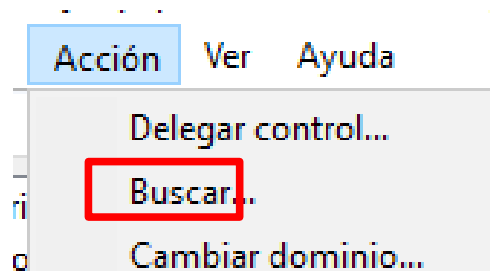 Acción Ver Ayuda
Delegar control...
Buscar...
Cambiar dominio...